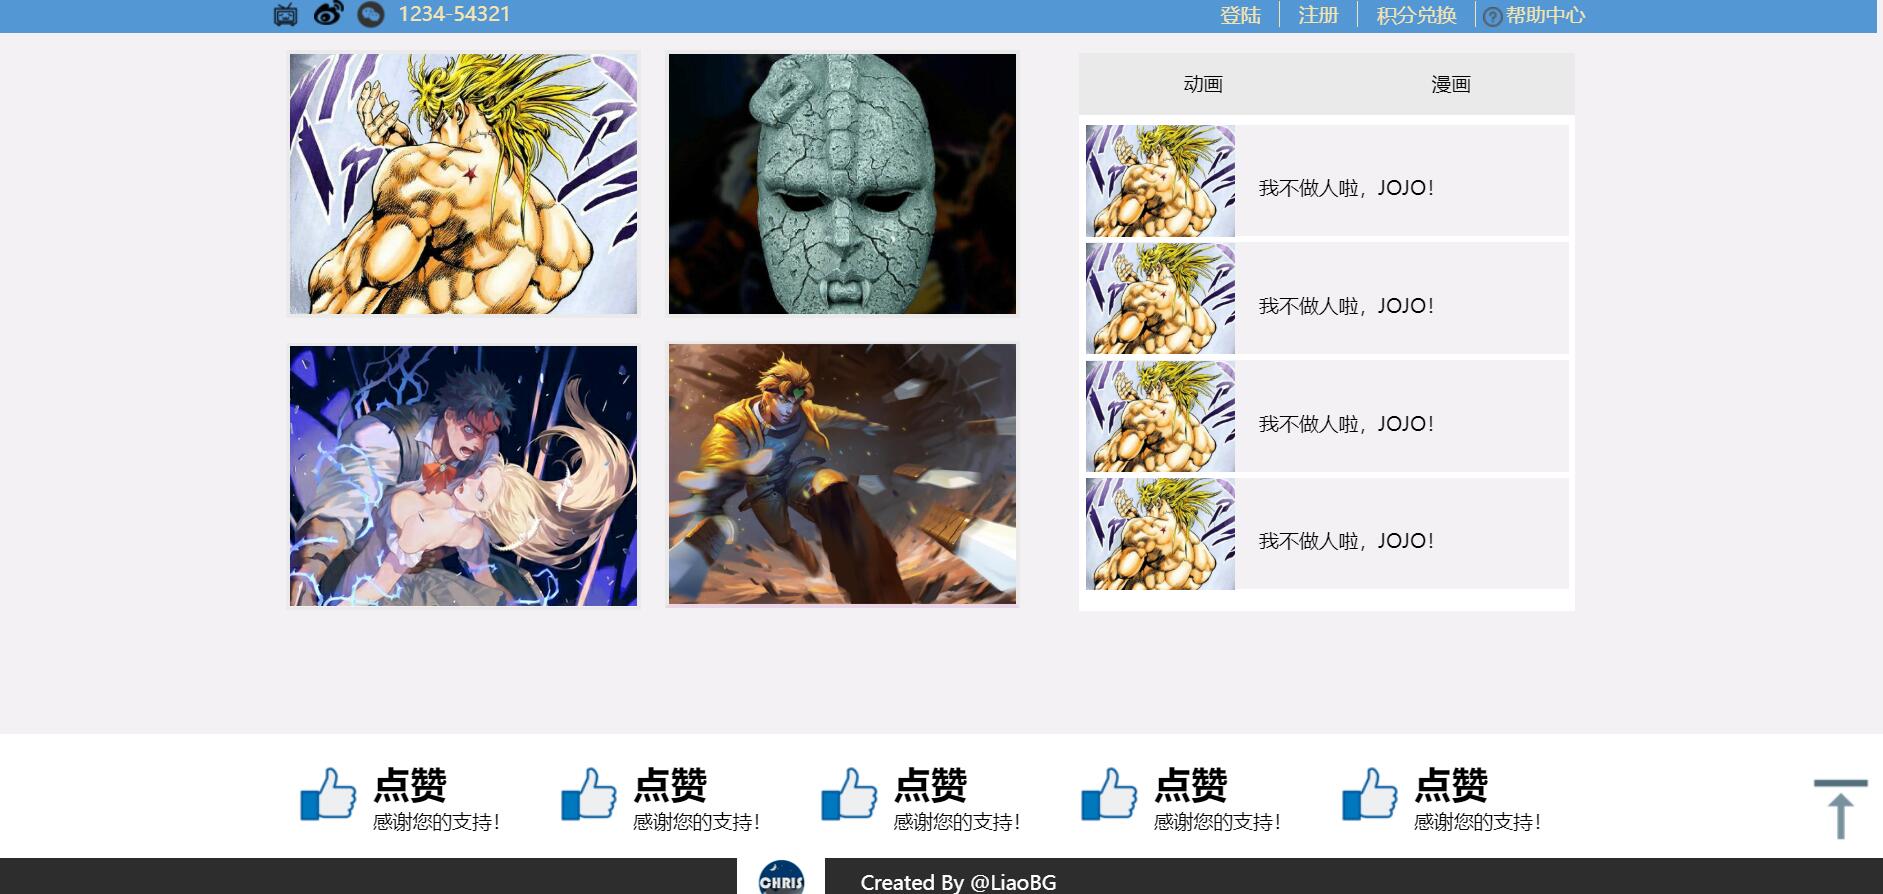 1234-54321
登陆
注册
积分兑换
帮助中心
动画
漫画
我不做人啦，JOJO！
我不做人啦，JOJO！
我不做人啦，JOJO！
我不做人啦，JOJO！
点赞
感谢您的支持！
点赞
感谢您的支持！
点赞
感谢您的支持！
点赞
感谢您的支持！
点赞
感谢您的支持！
CHRIS
Created By @LiaoBG